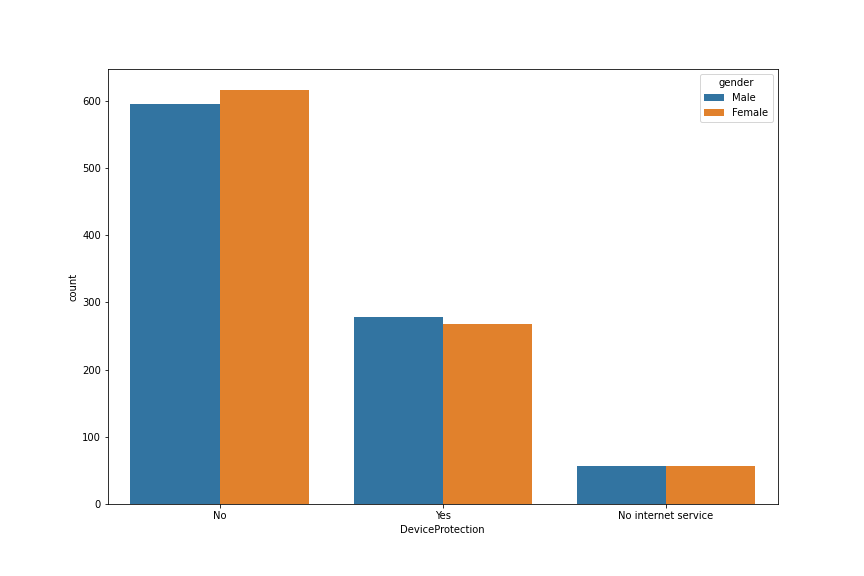 gender
Male
Female
600
500
400
300
200
100
0
count
No
Yes
No internet service
DeviceProtection